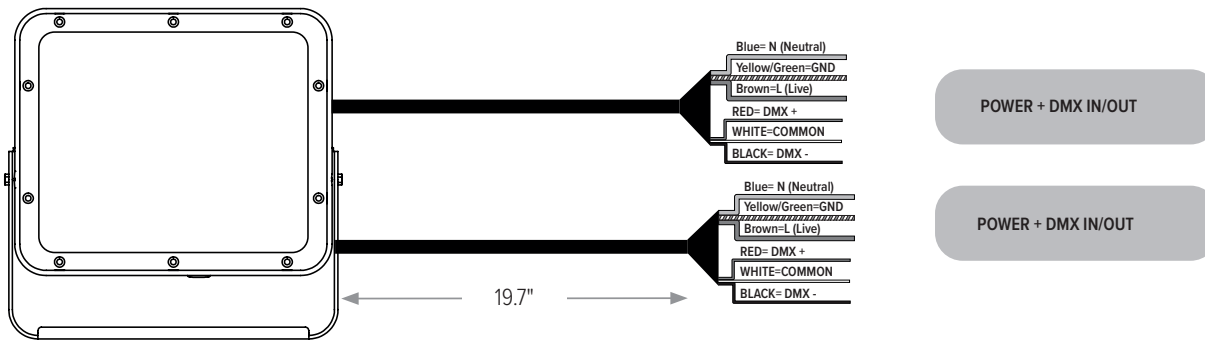 Blue= N (Neutral)
Yellow/Green=GND
Brown=L (Live)
RED= DMX +
WHITE=COMMON
BLACK= DMX -
POWER + DMX IN/OUT
Blue= N (Neutral)
Yellow/Green=GND
Brown=L (Live)
RED= DMX +
WHITE=COMMON
BLACK= DMX -
POWER + DMX IN/OUT
19.7"